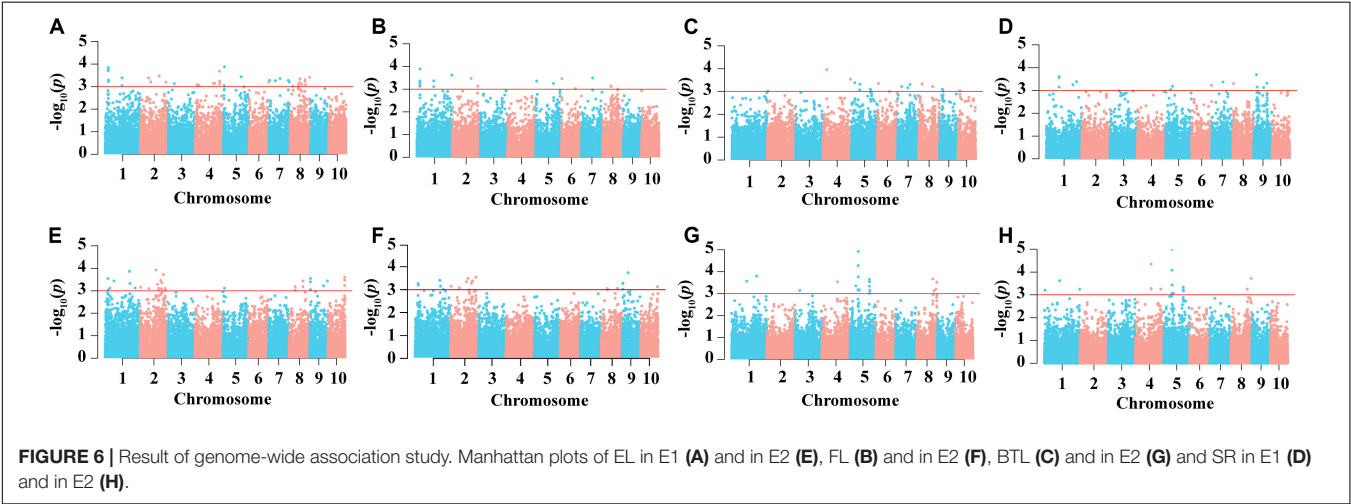 A
-log10(p)
5
4
3
2
1
0
1 2 3 4 5 6 7 8 9 10
Chromosome
B
-log10(p)
5
4
3
2
1
0
1 2 3 4 5 6 7 8 9 10
Chromosome
C
-log10(p)
5
4
3
2
1
0
1 2 3 4 5 6 7 8 9 10
Chromosome
D
-log10(p)
5
4
3
2
1
0
1 2 3 4 5 6 7 8 9 10
Chromosome
E
-log10(p)
5
4
3
2
1
0
1 2 3 4 5 6 7 8 9 10
Chromosome
F
-log10(p)
5
4
3
2
1
0
1 2 3 4 5 6 7 8 9 10
Chromosome
G
-log10(p)
5
4
3
2
1
0
1 2 3 4 5 6 7 8 9 10
Chromosome
H
-log10(p)
5
4
3
2
1
0
1 2 3 4 5 6 7 8 9 10
Chromosome
FIGURE 6 | Result of genome-wide association study. Manhattan plots of EL in E1 (A) and in E2 (E), FL (B) and in E2 (F), BTL (C) and in E2 (G) and SR in E1 (D)
and in E2 (H).